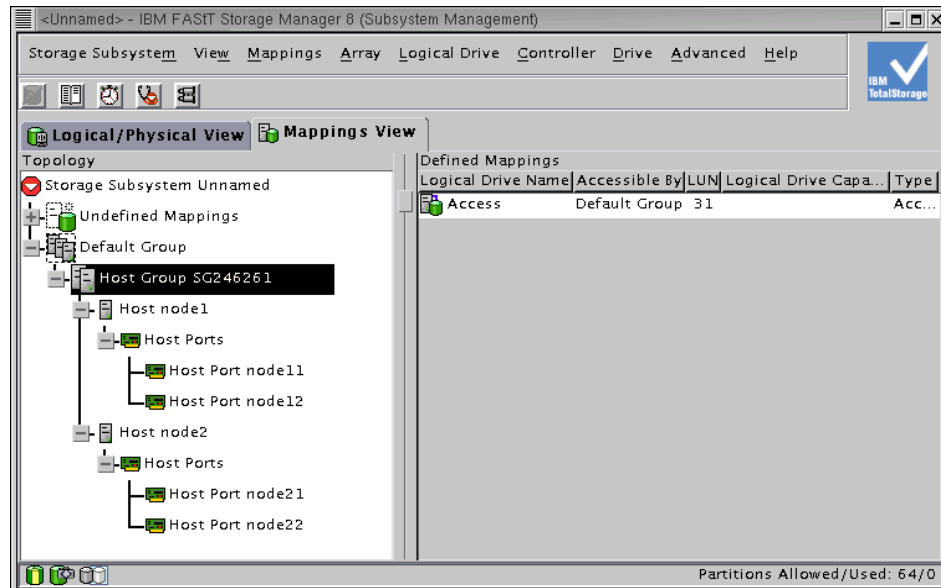 <Unnamed> - IBM FAStT Storage Manager 8 (Subsystem Management)
Storage Subsystem View Mappings Array Logical Drive Controller Drive Advanced Help
IBM
TotalStorage
Logical/Physical View Mappings View
Topology
Storage Subsystem Unnamed
Undefined Mappings
Default Group
Host Group SG246261
Host node1
Host Ports
Host Port node11
Host Port node12
Host node2
Host Ports
Host Port node21
Host Port node22
Defined Mappings
Logical Drive Name Accessible By LUN Logical Drive Capa... Type
Access Default Group 31 Acc...
Partitions Allowed/Used: 64/0